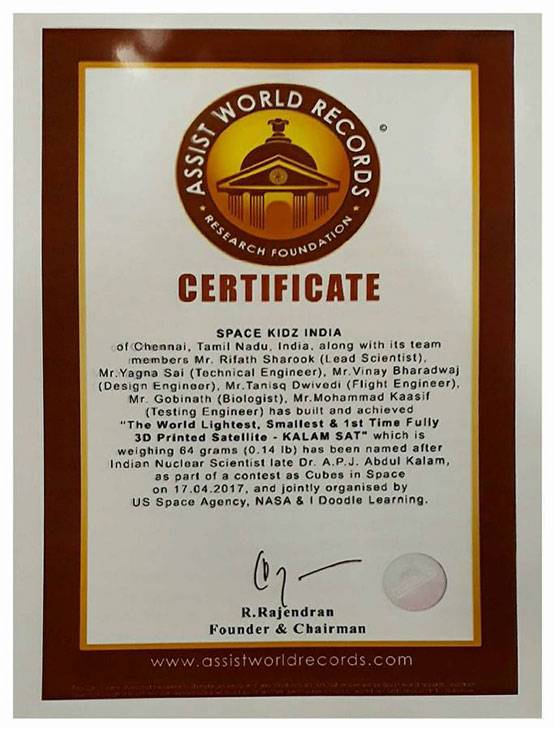 ASSIST WORLD RECORDS
©
• RESEARCH FOUNDATION •
CERTIFICATE
SPACE KIDZ INDIA
of Chennai, Tamil Nadu, India, along with its team
members Mr. Rifath Sharook (Lead Scientist),
Mr.Yagna Sai (Technical Engineer), Mr.Vinay Bharadwaj
(Design Engineer), Mr.Tanisq Dwivedi (Flight Engineer),
Mr. Gobinath (Biologist), Mr.Mohammad Kaasif
(Testing Engineer) has built and achieved
"The World Lightest, Smallest & 1st Time Fully
3D Printed Satellite - KALAM SAT" which is
weighing 64 grams (0.14 lb) has been named after
Indian Nuclear Scientist late Dr. A.P.J. Abdul Kalam,
as part of a contest as Cubes in Space
on 17.04.2017, and jointly organised by
US Space Agency, NASA & I Doodle Learning.
R.Rajendran
Founder & Chairman
www.assistworldrecords.com